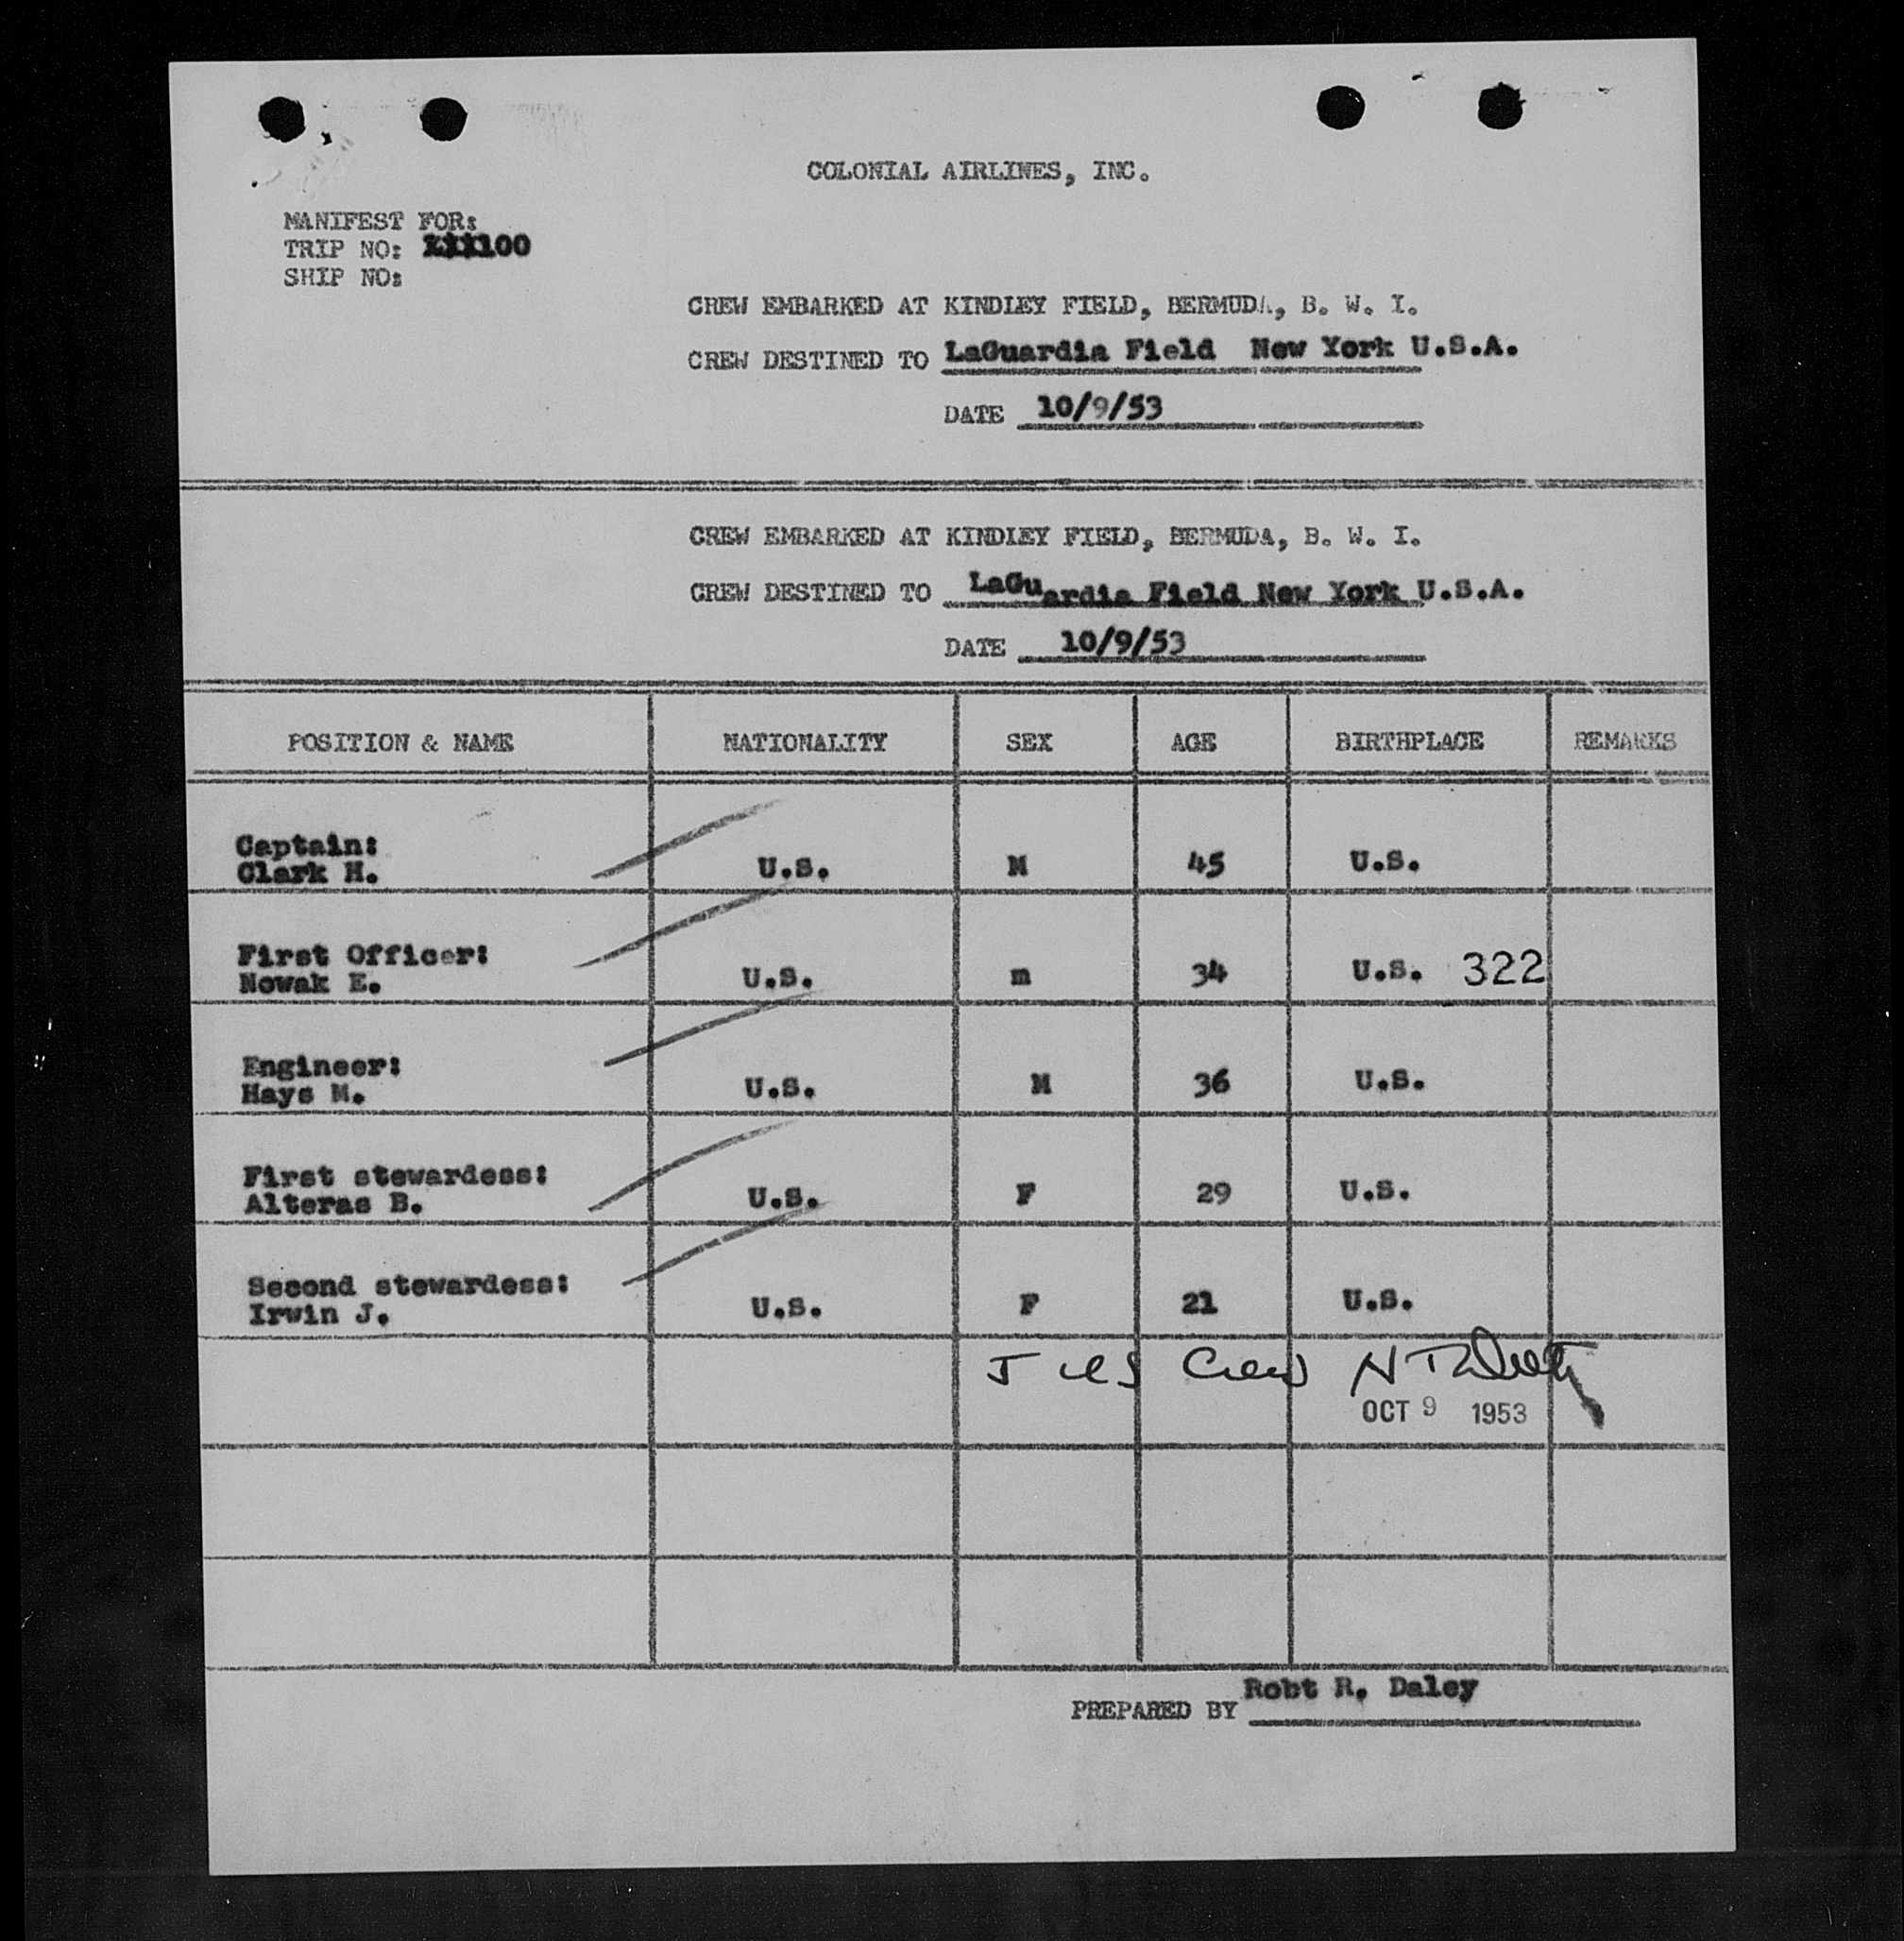 COLONIAL AIRLINES, INC.
MANIFEST FOR:
TRIP NO: 100
SHIP NO:
CREW EMBARKED AT KINDLEY FIELD, BERMUDA, B. W. I.
CREW DESTINED TO LaGuardia Field New York U.S.A.
DATE 10/9/53
CREW EMBARKED AT KINDLEY FIELD, BERMUDA, B. W. I.
CREW DESTINED TO LaGuardia Field New York U.S.A.
DATE 10/9/53
POSITION & NAME NATIONALITY SEX AGE BIRTHPLACE REMARKS
Captain:
Clark H. U.S. M 45 U.S.
First Officer:
Nowak E. U.S. m 34 U.S. 322
Engineer:
Hays M. U.S. M 36 U.S.
First stewardess:
Alteras B. U.S. F 29 U.S.
Second stewardess:
Irwin J. U.S. F 21 U.S.
Crew
OCT 9 1953
PREPARED BY Robt R. Daley